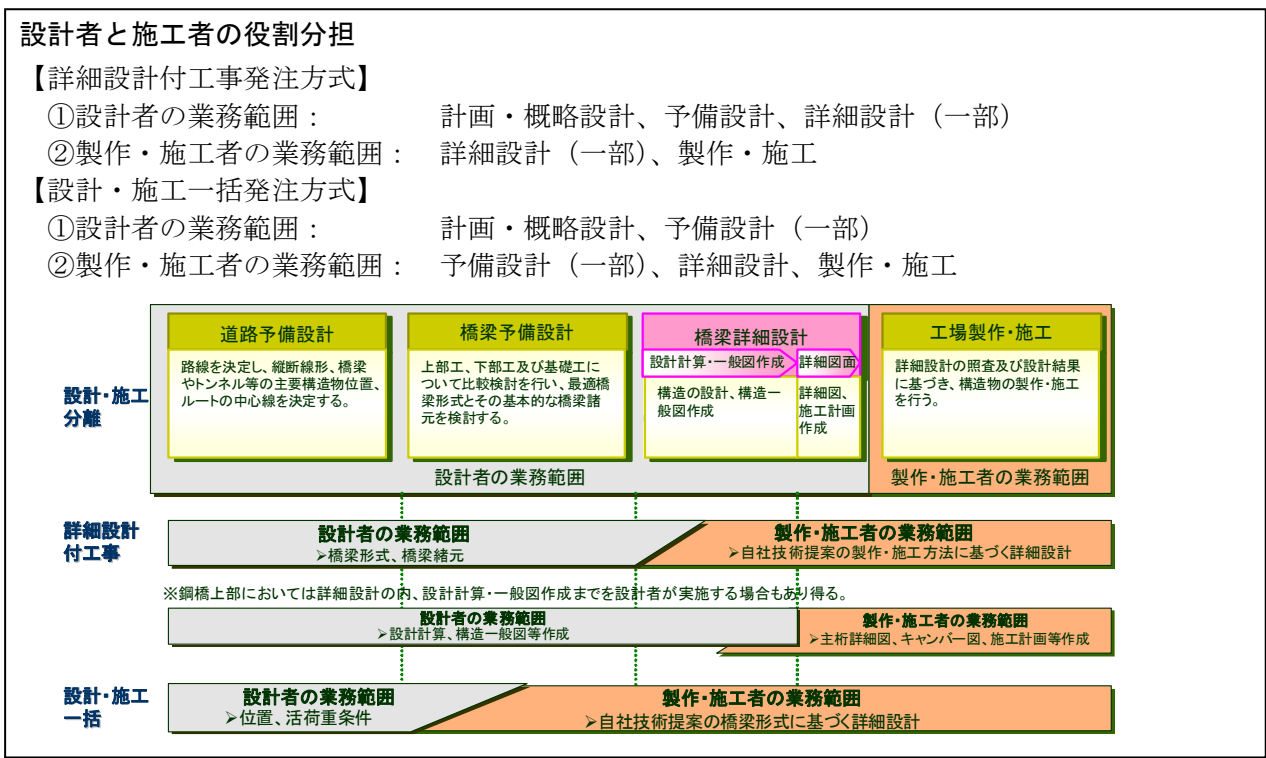 設計者と施工者の役割分担
【詳細設計付工事発注方式】
①設計者の業務範囲： 計画・概略設計、予備設計、詳細設計（一部）
②製作・施工者の業務範囲： 詳細設計（一部）、製作・施工
【設計・施工一括発注方式】
①設計者の業務範囲： 計画・概略設計、予備設計（一部）
②製作・施工者の業務範囲： 予備設計（一部）、詳細設計、製作・施工
設計・施工
分離
道路予備設計
路線を決定し、縦断線形、橋梁
やトンネル等の主要構造物位置、
ルートの中心線を決定する。
橋梁予備設計
上部工、下部工及び基礎工に
ついて比較検討を行い、最適橋
梁形式とその基本的な橋梁諸
元を検討する。
橋梁詳細設計
設計計算・一般図作成
詳細図面
構造の設計、構造一
般図作成
詳細図、
施工計画
作成
工場製作・施工
詳細設計の照査及び設計結果
に基づき、構造物の製作・施工
を行う。
設計者の業務範囲
製作・施工者の業務範囲
詳細設計
付工事
設計者の業務範囲
➢橋梁形式、橋梁緒元
製作・施工者の業務範囲
➢自社技術提案の製作・施工方法に基づく詳細設計
※鋼橋上部においては詳細設計の内、設計計算・一般図作成までを設計者が実施する場合もあり得る。
設計者の業務範囲
➢設計計算、構造一般図等作成
製作・施工者の業務範囲
➢主桁詳細図、キャンバー図、施工計画等作成
設計・施工
一括
設計者の業務範囲
➢位置、活荷重条件
製作・施工者の業務範囲
➢自社技術提案の橋梁形式に基づく詳細設計